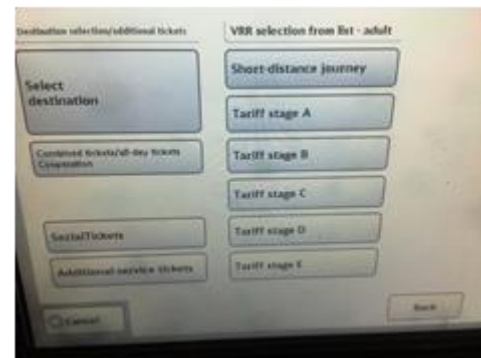 Destination selection/additional tickets
VRR selection from list - adult
Select
destination
Combined tickets/all-day tickets
Cooperation
SozialTickets
Additional service tickets
Cancel
Short-distance journey
Tariff stage A
Tariff stage B
Tariff stage C
Tariff stage D
Tariff stage E
Back